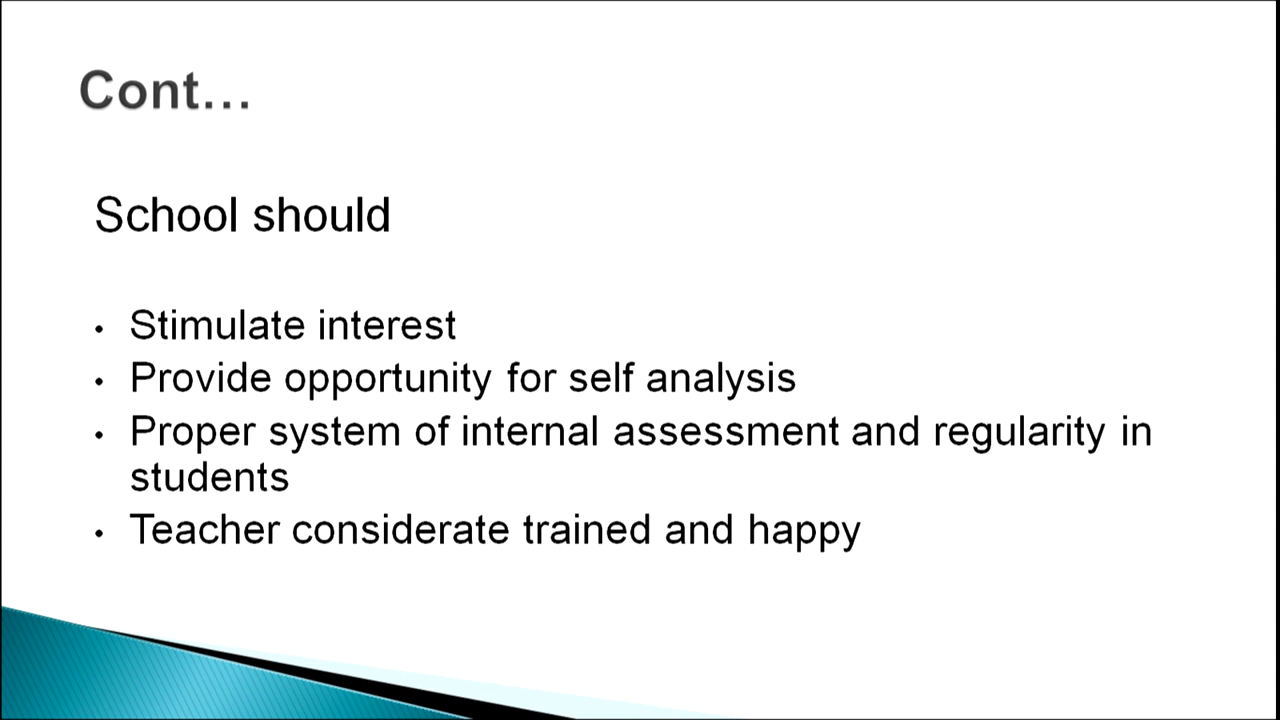 Cont...
School should
• Stimulate interest
• Provide opportunity for self analysis
• Proper system of internal assessment and regularity in
students
• Teacher considerate trained and happy